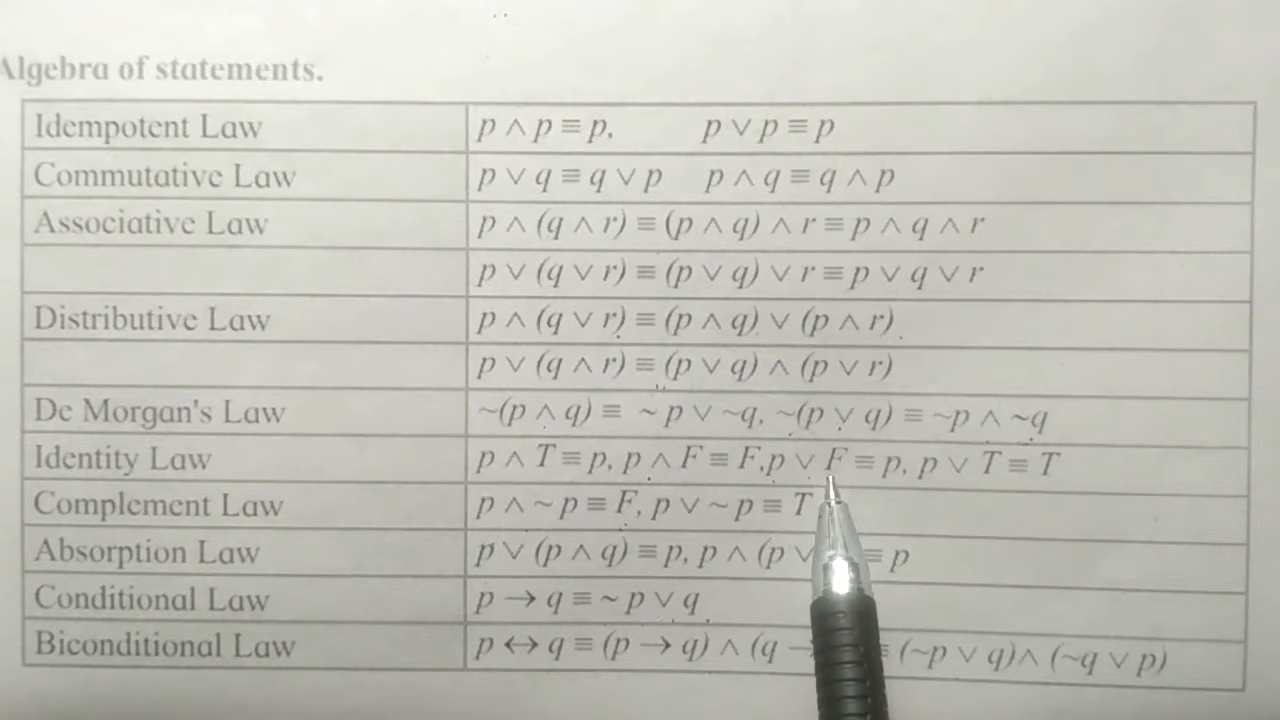 Algebra of statements.
Idempotent Law p ∧ p ≡ p, p ∨ p ≡ p
Commutative Law p ∨ q ≡ q ∨ p p ∧ q ≡ q ∧ p
Associative Law p ∧ (q ∧ r) ≡ (p ∧ q) ∧ r ≡ p ∧ q ∧ r
p ∨ (q ∨ r) ≡ (p ∨ q) ∨ r ≡ p ∨ q ∨ r
Distributive Law p ∧ (q ∨ r) ≡ (p ∧ q) ∨ (p ∧ r)
p ∨ (q ∧ r) ≡ (p ∨ q) ∧ (p ∨ r)
De Morgan's Law ~(p ∧ q) ≡ ~ p ∨ ~q, ~(p ∨ q) ≡ ~p ∧ ~q
Identity Law p ∧ T ≡ p, p ∧ F ≡ F, p ∨ F ≡ p, p ∨ T ≡ T
Complement Law p ∧ ~ p ≡ F, p ∨ ~ p ≡ T
Absorption Law p ∨ (p ∧ q) ≡ p, p ∧ (p ∨ ≡ p
Conditional Law p → q ≡ ~ p ∨ q
Biconditional Law p ↔ q ≡ (p → q) ∧ (q → ≡ (~p ∨ q) ∧ (~q ∨ p)